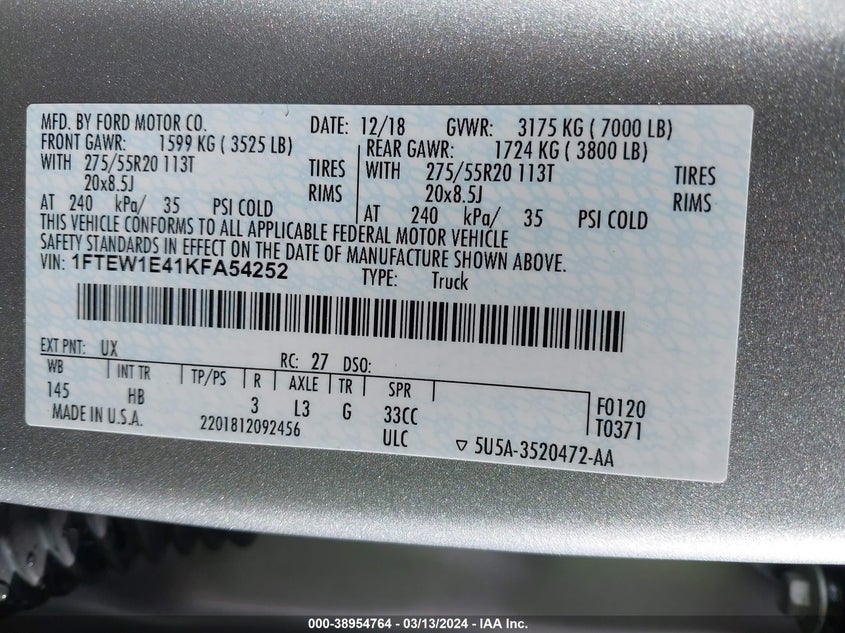 MFD. BY FORD MOTOR CO. DATE: 12/18 GVWR: 3175 KG ( 7000 LB)
FRONT GAWR: 1599 KG ( 3525 LB) REAR GAWR: 1724 KG ( 3800 LB)
WITH 275/55R20 113T TIRES WITH 275/55R20 113T TIRES
20x8.5J RIMS 20x8.5J RIMS
AT 240 kPa/ 35 PSI COLD AT 240 kPa/ 35 PSI COLD
THIS VEHICLE CONFORMS TO ALL APPLICABLE FEDERAL MOTOR VEHICLE
SAFETY STANDARDS IN EFFECT ON THE DATE OF MANUFACTURE SHOWN ABOVE.
VIN: 1FTEW1E41KFA54252 TYPE: Truck
EXT PNT: UX RC: 27 DSO:
WB INT TR TP/PS R AXLE TR SPR
145 HB 3 L3 G 33CC F0120
MADE IN U.S.A. 2201812092456 ULC T0371
▽ 5U5A-3520472-AA
000-38954764 - 03/13/2024 - IAA Inc.